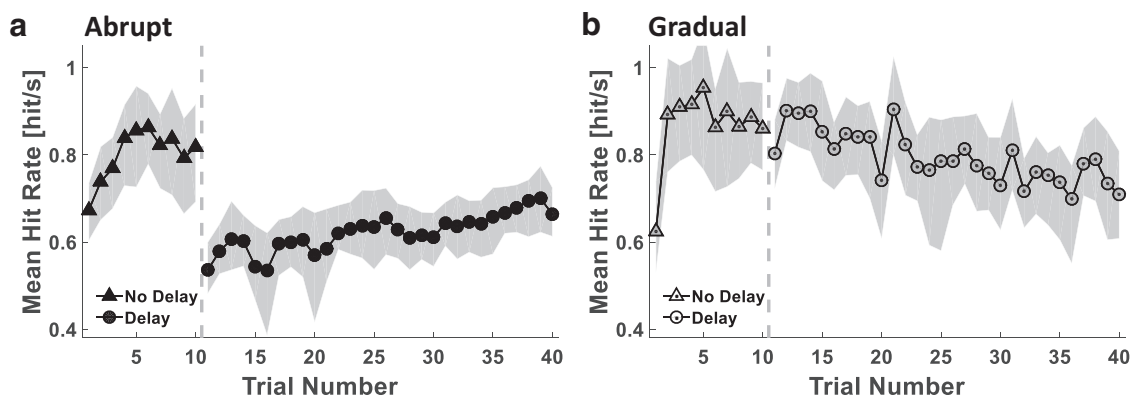 a Abrupt
Mean Hit Rate [hit/s]
1
0.8
0.6
0.4
No Delay
Delay
5 10 15 20 25 30 35 40
Trial Number
b Gradual
Mean Hit Rate [hit/s]
1
0.8
0.6
0.4
No Delay
Delay
5 10 15 20 25 30 35 40
Trial Number